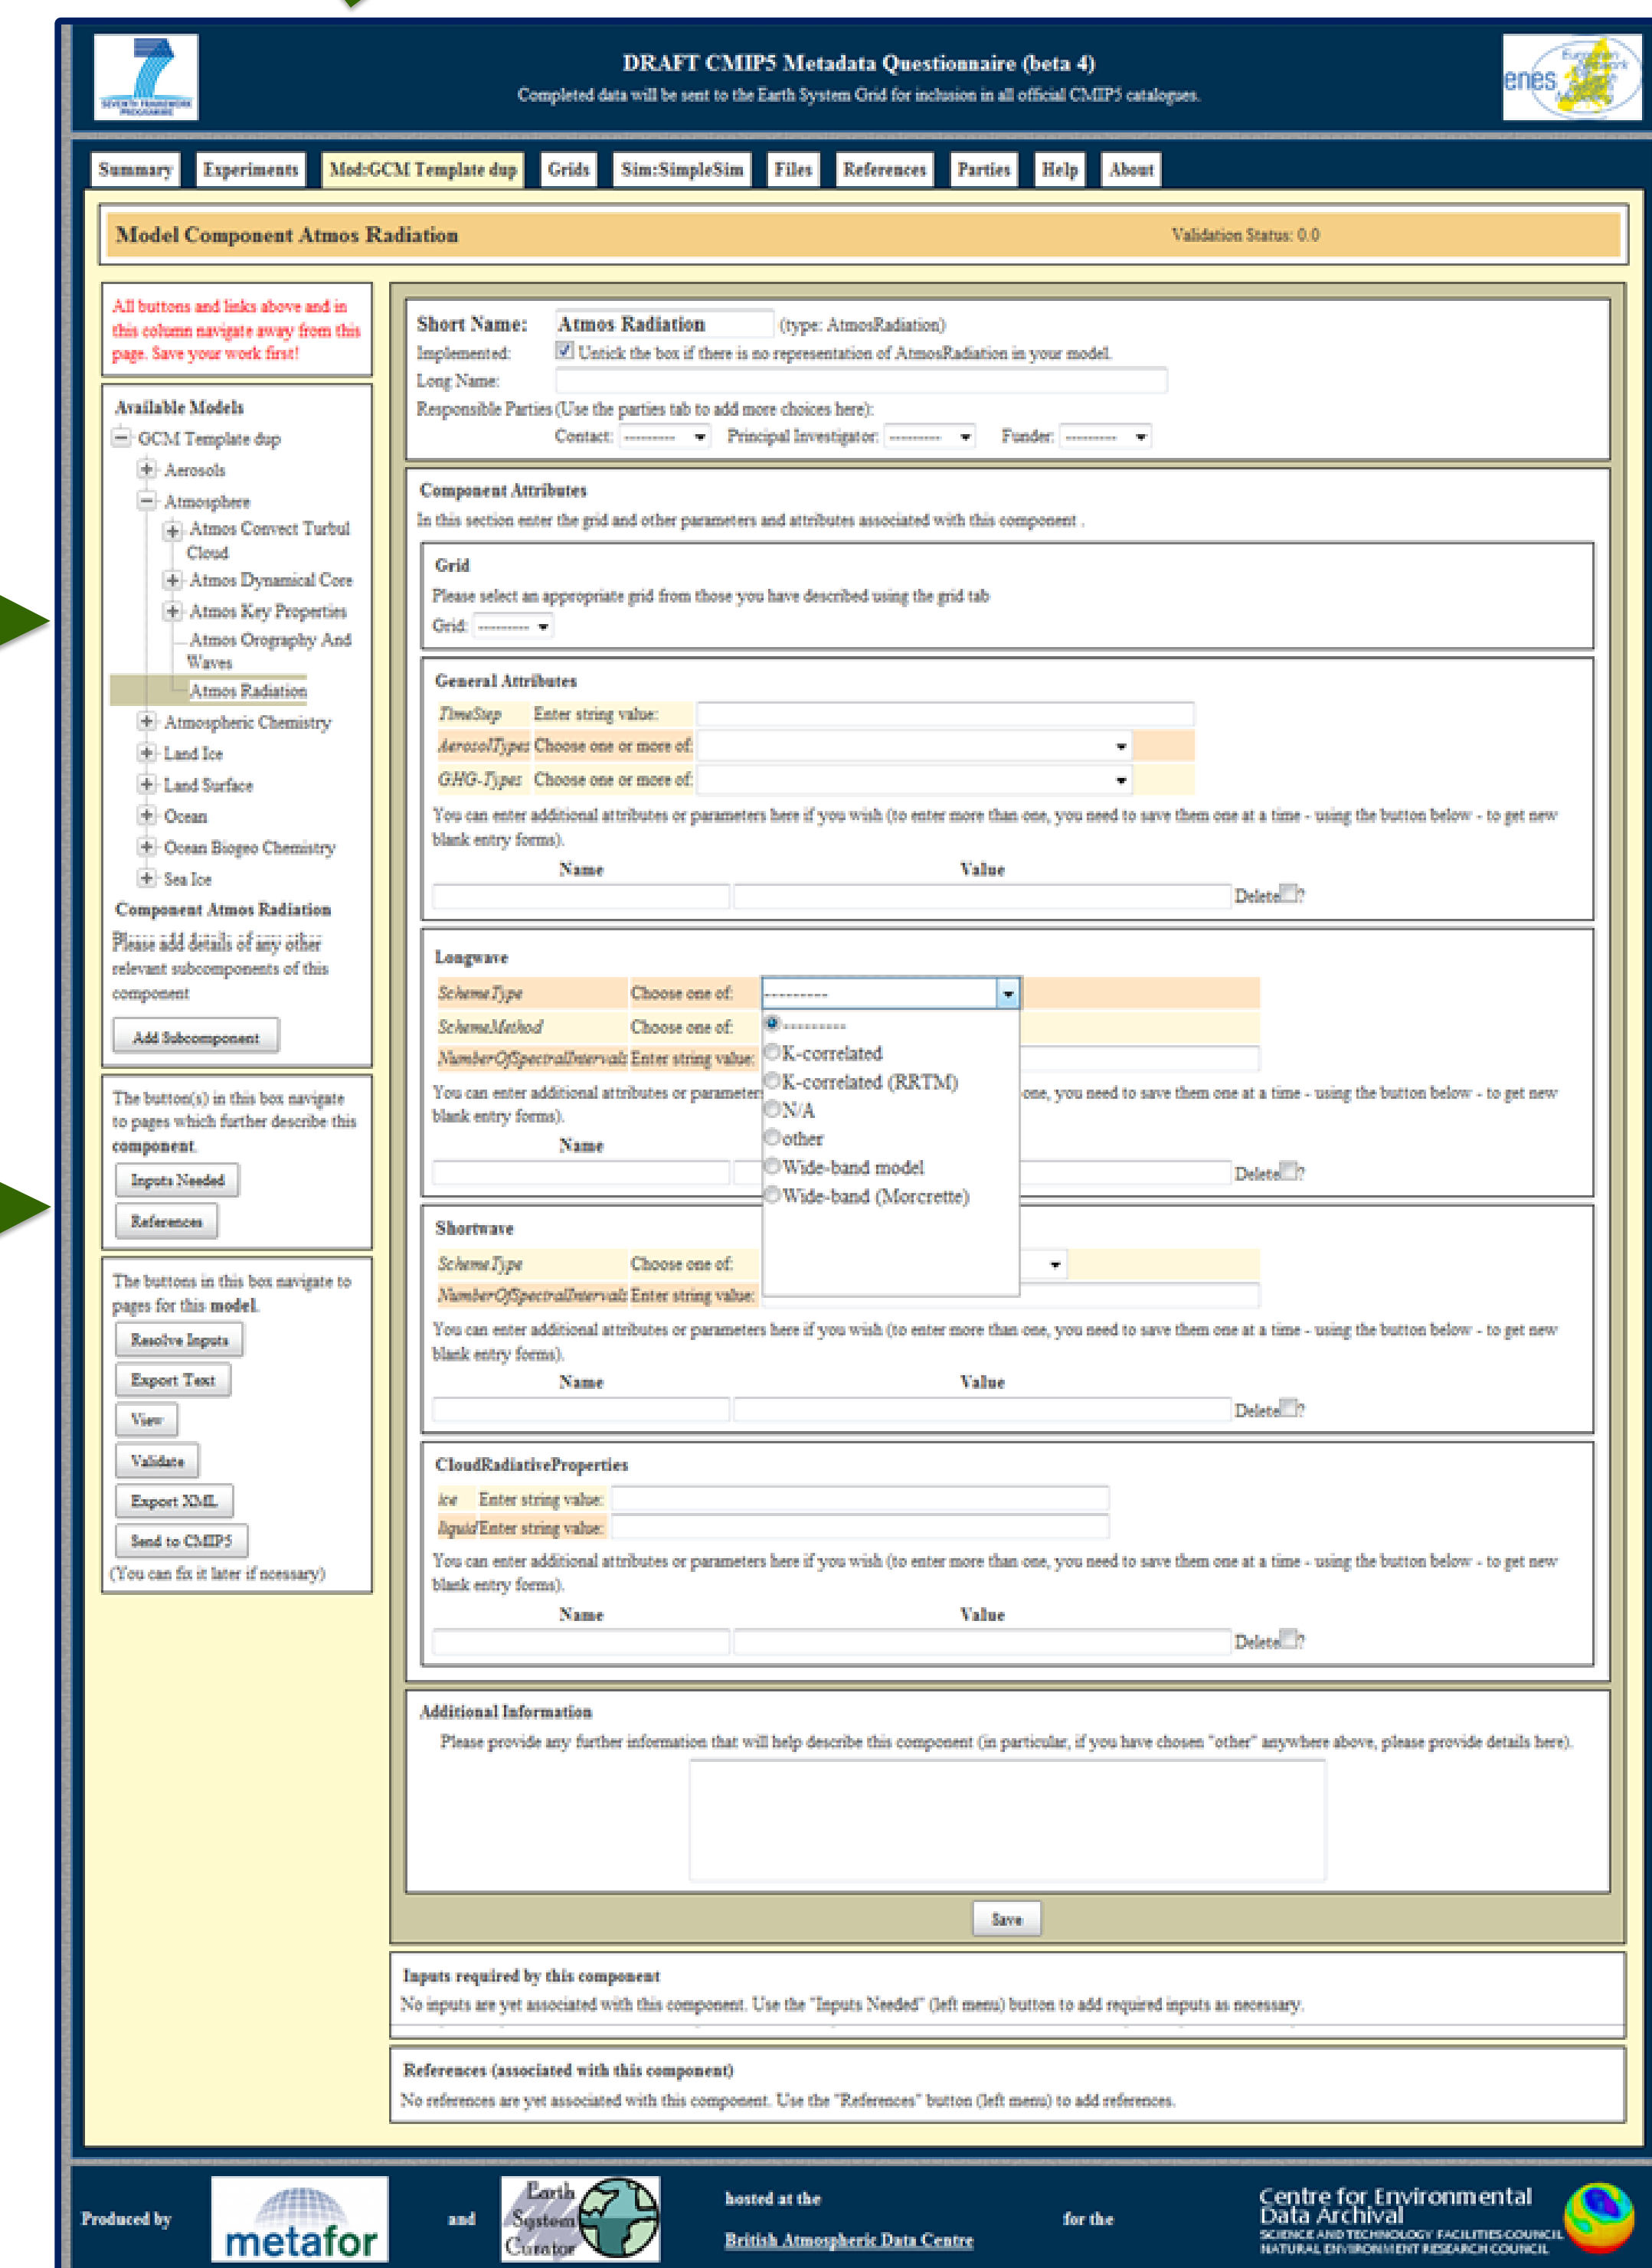 SEVENTH FRAMEWORK
PROGRAMME
DRAFT CMIP5 Metadata Questionnaire (beta 4)
Completed data will be sent to the Earth System Grid for inclusion in all official CMIP5 catalogues.
enes
European
Network
Earth
System
Modelling
Summary Experiments Mod:GCM Template dup Grids Sim:SimpleSim Files References Parties Help About
Model Component Atmos Radiation Validation Status: 0.0
All buttons and links above and in
this column navigate away from this
page. Save your work first!
Available Models
GCM Template dup
Aerosols
Atmosphere
Atmos Convect Turbul
Cloud
Atmos Dynamical Core
Atmos Key Properties
Atmos Orography And
Waves
Atmos Radiation
Atmospheric Chemistry
Land Ice
Land Surface
Ocean
Ocean Biogeo Chemistry
Sea Ice
Component Atmos Radiation
Please add details of any other
relevant subcomponents of this
component
Add Subcomponent
The button(s) in this box navigate
to pages which further describe this
component.
Inputs Needed
References
The buttons in this box navigate to
pages for this model.
Resolve Inputs
Export Text
View
Validate
Export XML
Send to CMIP5
(You can fix it later if ncessary)
Short Name: Atmos Radiation (type: AtmosRadiation)
Implemented: Untick the box if there is no representation of AtmosRadiation in your model.
Long Name:
Responsible Parties (Use the parties tab to add more choices here):
Contact: --------- Principal Investigator: --------- Funder: ---------
Component Attributes
In this section enter the grid and other parameters and attributes associated with this component .
Grid
Please select an appropriate grid from those you have described using the grid tab
Grid: ---------
General Attributes
TimeStep Enter string value:
AerosolTypes Choose one or more of:
GHG-Types Choose one or more of:
You can enter additional attributes or parameters here if you wish (to enter more than one, you need to save them one at a time - using the button below - to get new
blank entry forms).
Name Value
Delete ?
Longwave
SchemeType Choose one of: ---------
SchemeMethod Choose one of:
NumberOfSpectralIntervals Enter string value:
---------
K-correlated
K-correlated (RRTM)
N/A
other
Wide-band model
Wide-band (Morcrette)
You can enter additional attributes or parameters one, you need to save them one at a time - using the button below - to get new
blank entry forms).
Name
Delete ?
Shortwave
SchemeType Choose one of:
NumberOfSpectralIntervals Enter string value:
You can enter additional attributes or parameters here if you wish (to enter more than one, you need to save them one at a time - using the button below - to get new
blank entry forms).
Name Value
Delete ?
CloudRadiativeProperties
ice Enter string value:
liquid Enter string value:
You can enter additional attributes or parameters here if you wish (to enter more than one, you need to save them one at a time - using the button below - to get new
blank entry forms).
Name Value
Delete ?
Additional Information
Please provide any further information that will help describe this component (in particular, if you have chosen "other" anywhere above, please provide details here).
Save
Inputs required by this component
No inputs are yet associated with this component. Use the "Inputs Needed" (left menu) button to add required inputs as necessary.
References (associated with this component)
No references are yet associated with this component. Use the "References" button (left menu) to add references.
Produced by
metafor
and
Earth
System
Curator
hosted at the
British Atmospheric Data Centre
for the
Centre for Environmental
Data Archival
SCIENCE AND TECHNOLOGY FACILITIES COUNCIL
NATURAL ENVIRONMENT RESEARCH COUNCIL